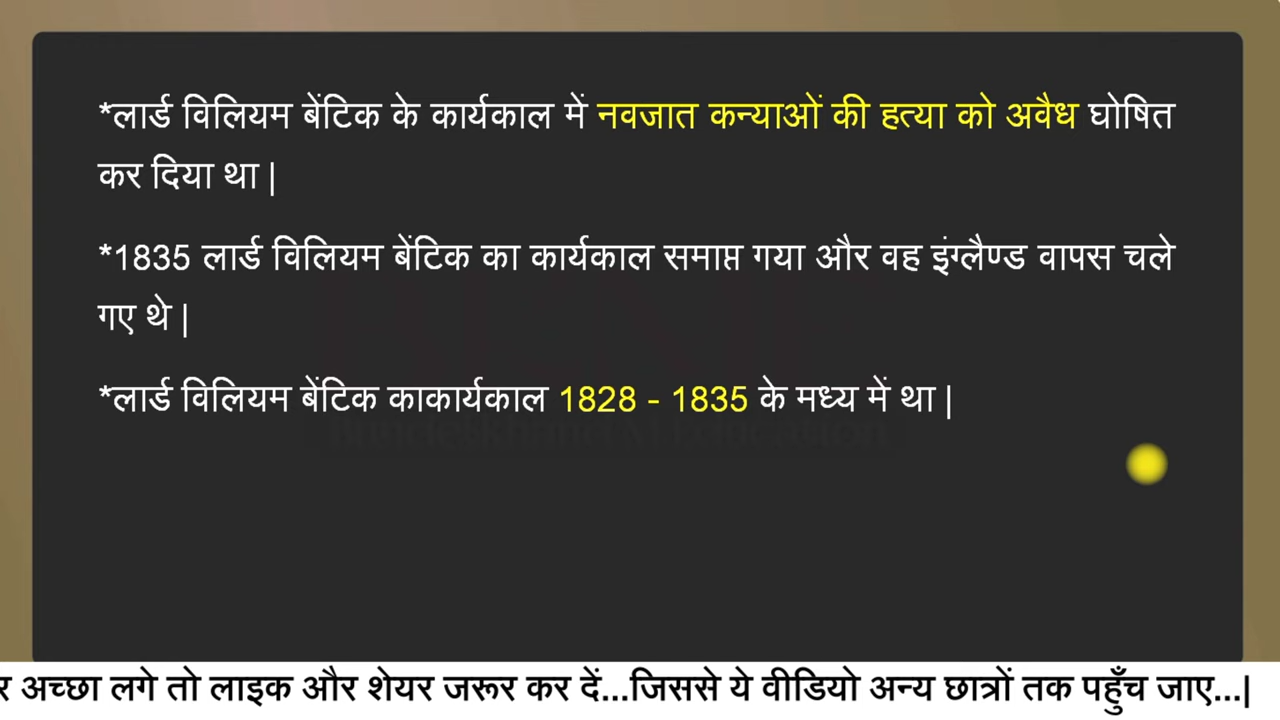 *लार्ड विलियम बेंटिक के कार्यकाल में नवजात कन्याओं की हत्या को अवैध घोषित
कर दिया था |
*1835 लार्ड विलियम बेंटिक का कार्यकाल समाप्त गया और वह इंग्लैण्ड वापस चले
गए थे |
*लार्ड विलियम बेंटिक काकार्यकाल 1828 - 1835 के मध्य में था |
र अच्छा लगे तो लाइक और शेयर जरूर कर दें...जिससे ये वीडियो अन्य छात्रों तक पहुँच जाए...|